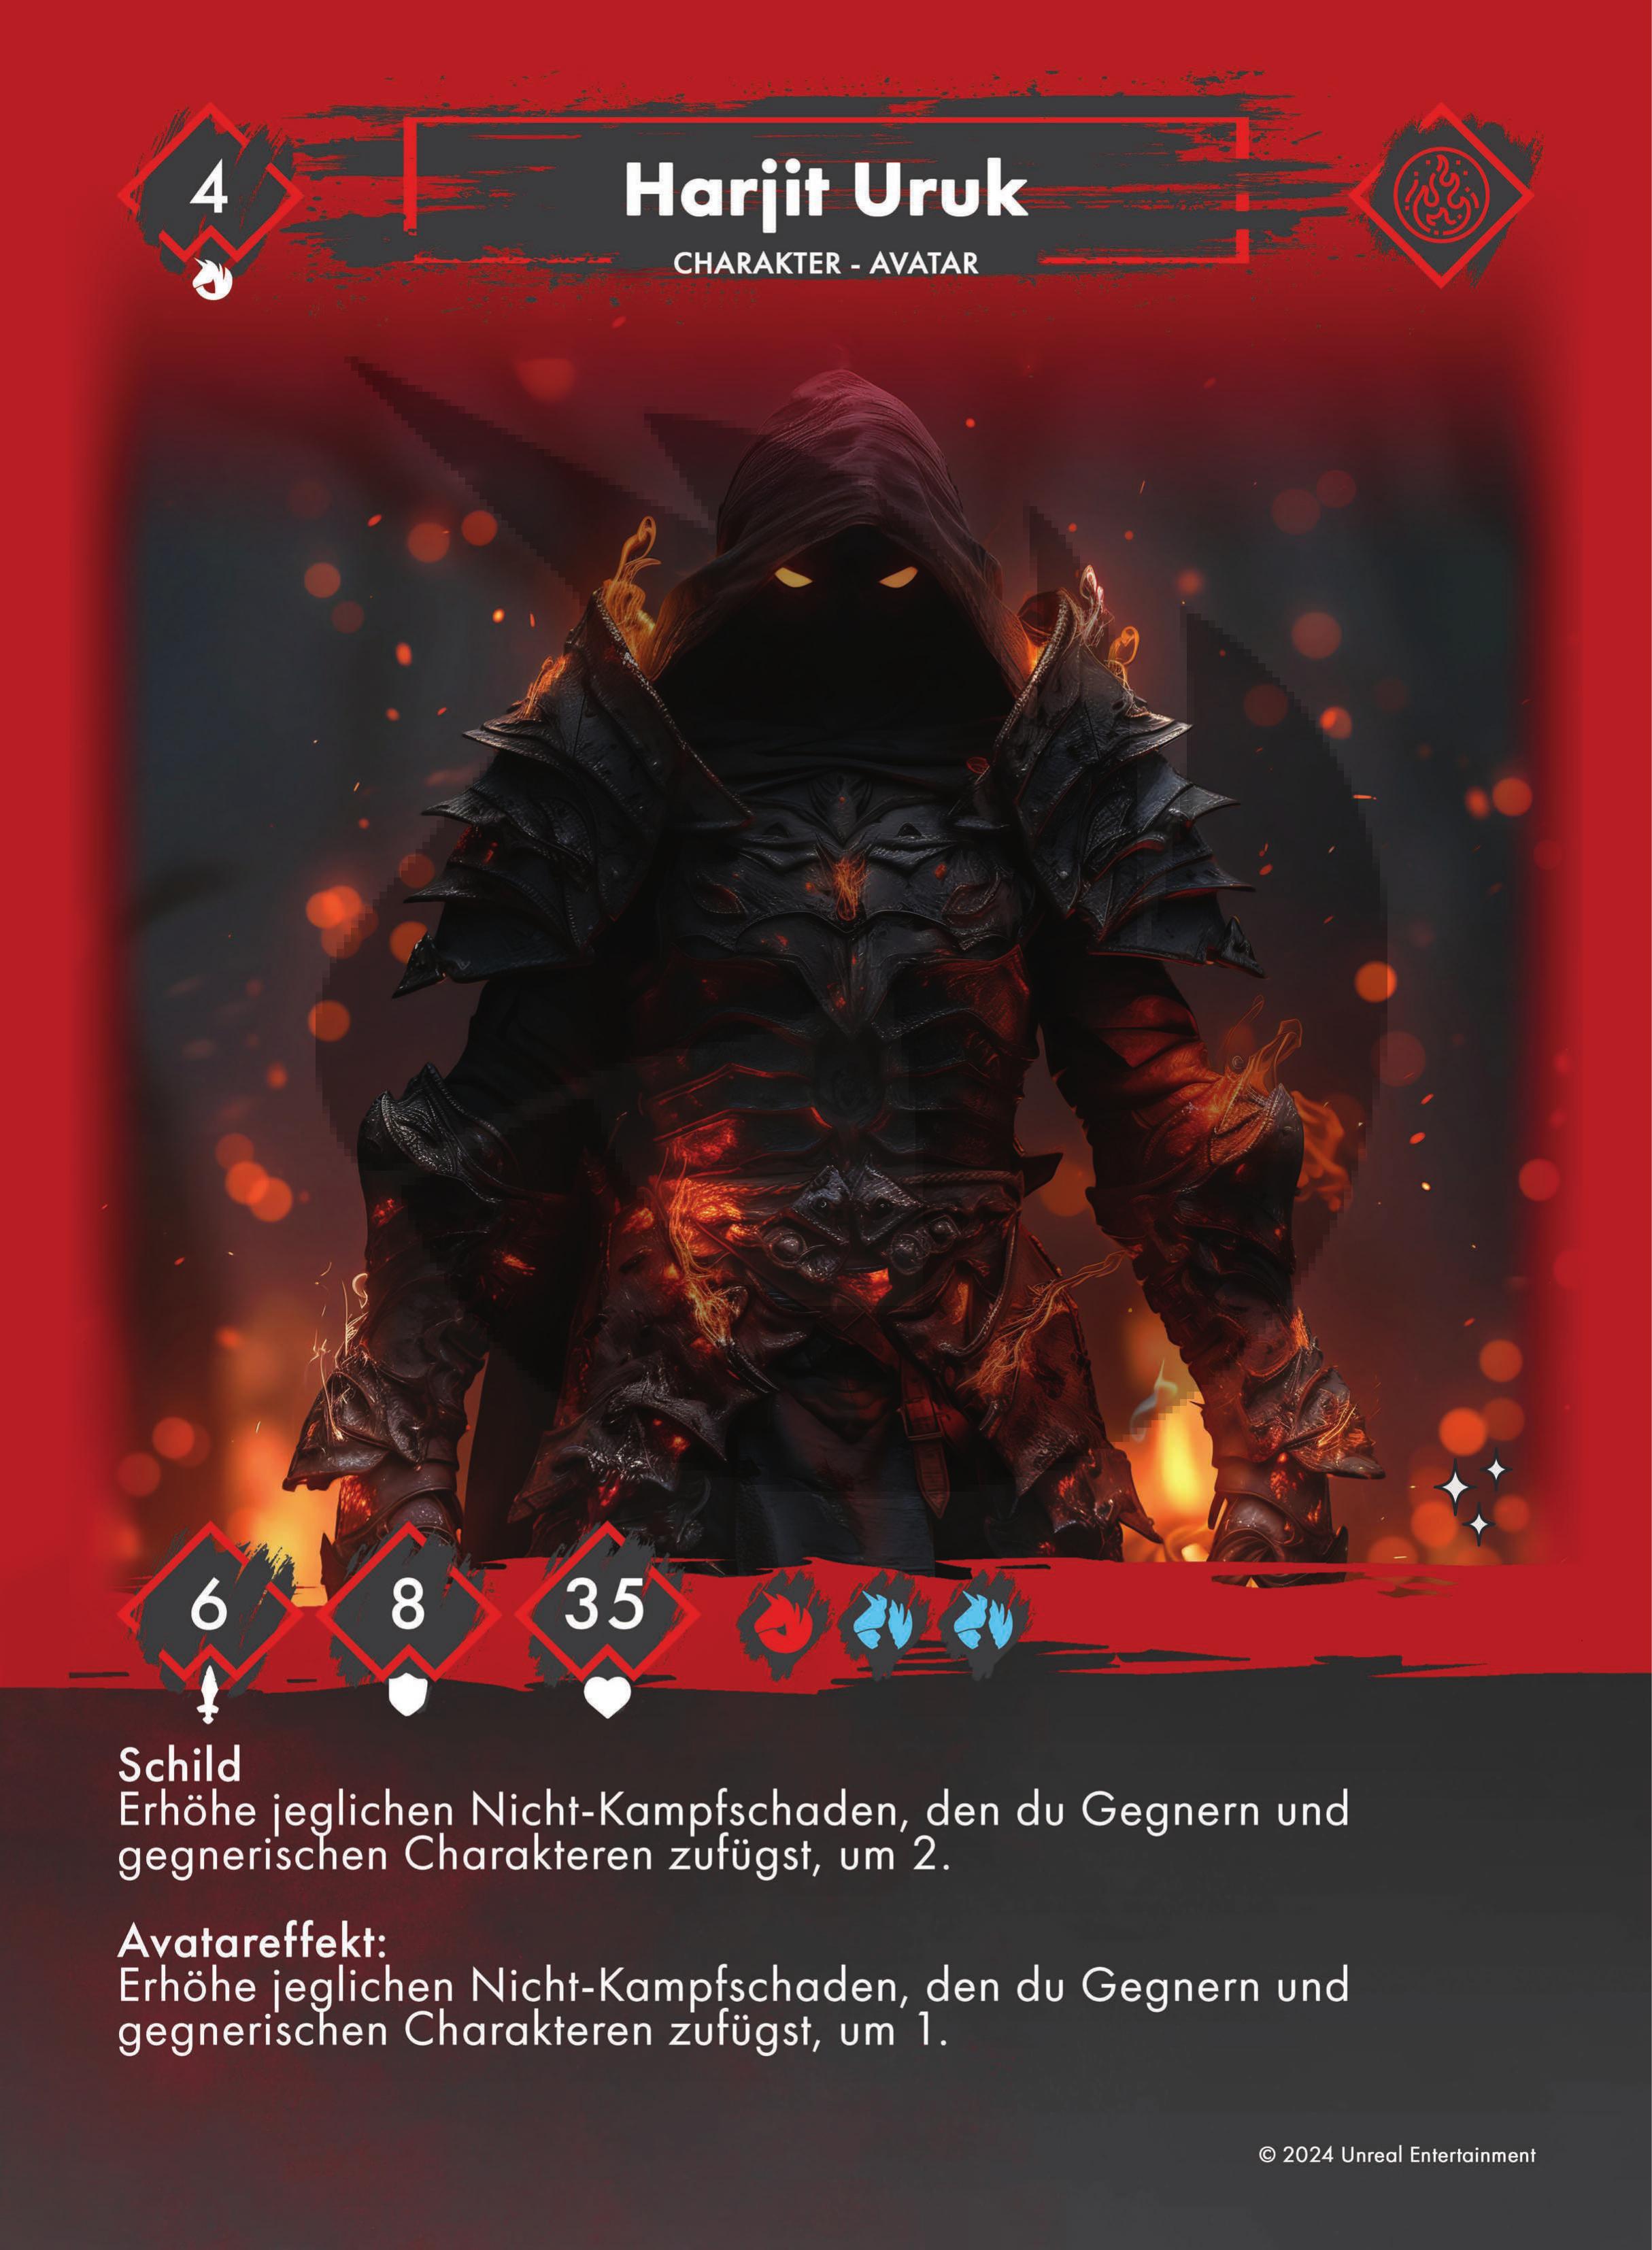 4
Harjit Uruk
CHARAKTER - AVATAR
6 8 35
Schild
Erhöhe jeglichen Nicht-Kampfschaden, den du Gegnern und
gegnerischen Charakteren zufügst, um 2.
Avatareffekt:
Erhöhe jeglichen Nicht-Kampfschaden, den du Gegnern und
gegnerischen Charakteren zufügst, um 1.
© 2024 Unreal Entertainment